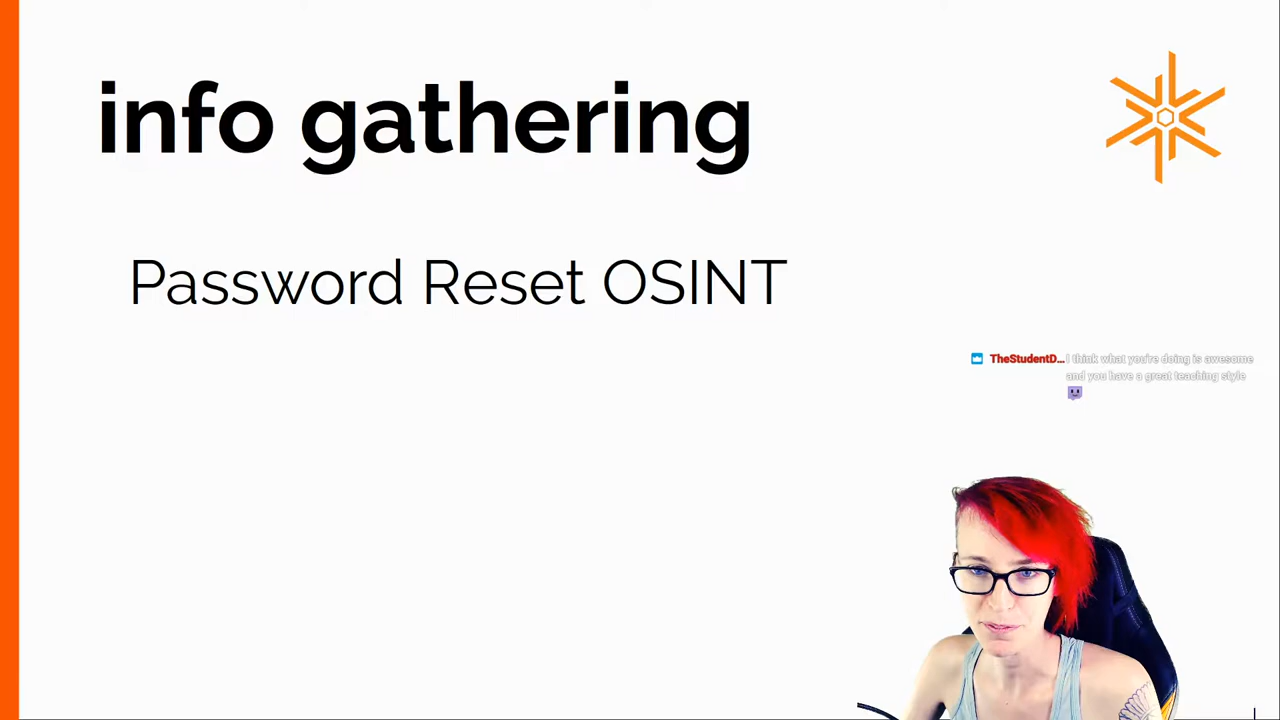 info gathering
Password Reset OSINT
TheStudentD... I think what you're doing is awesome
and you have a great teaching style